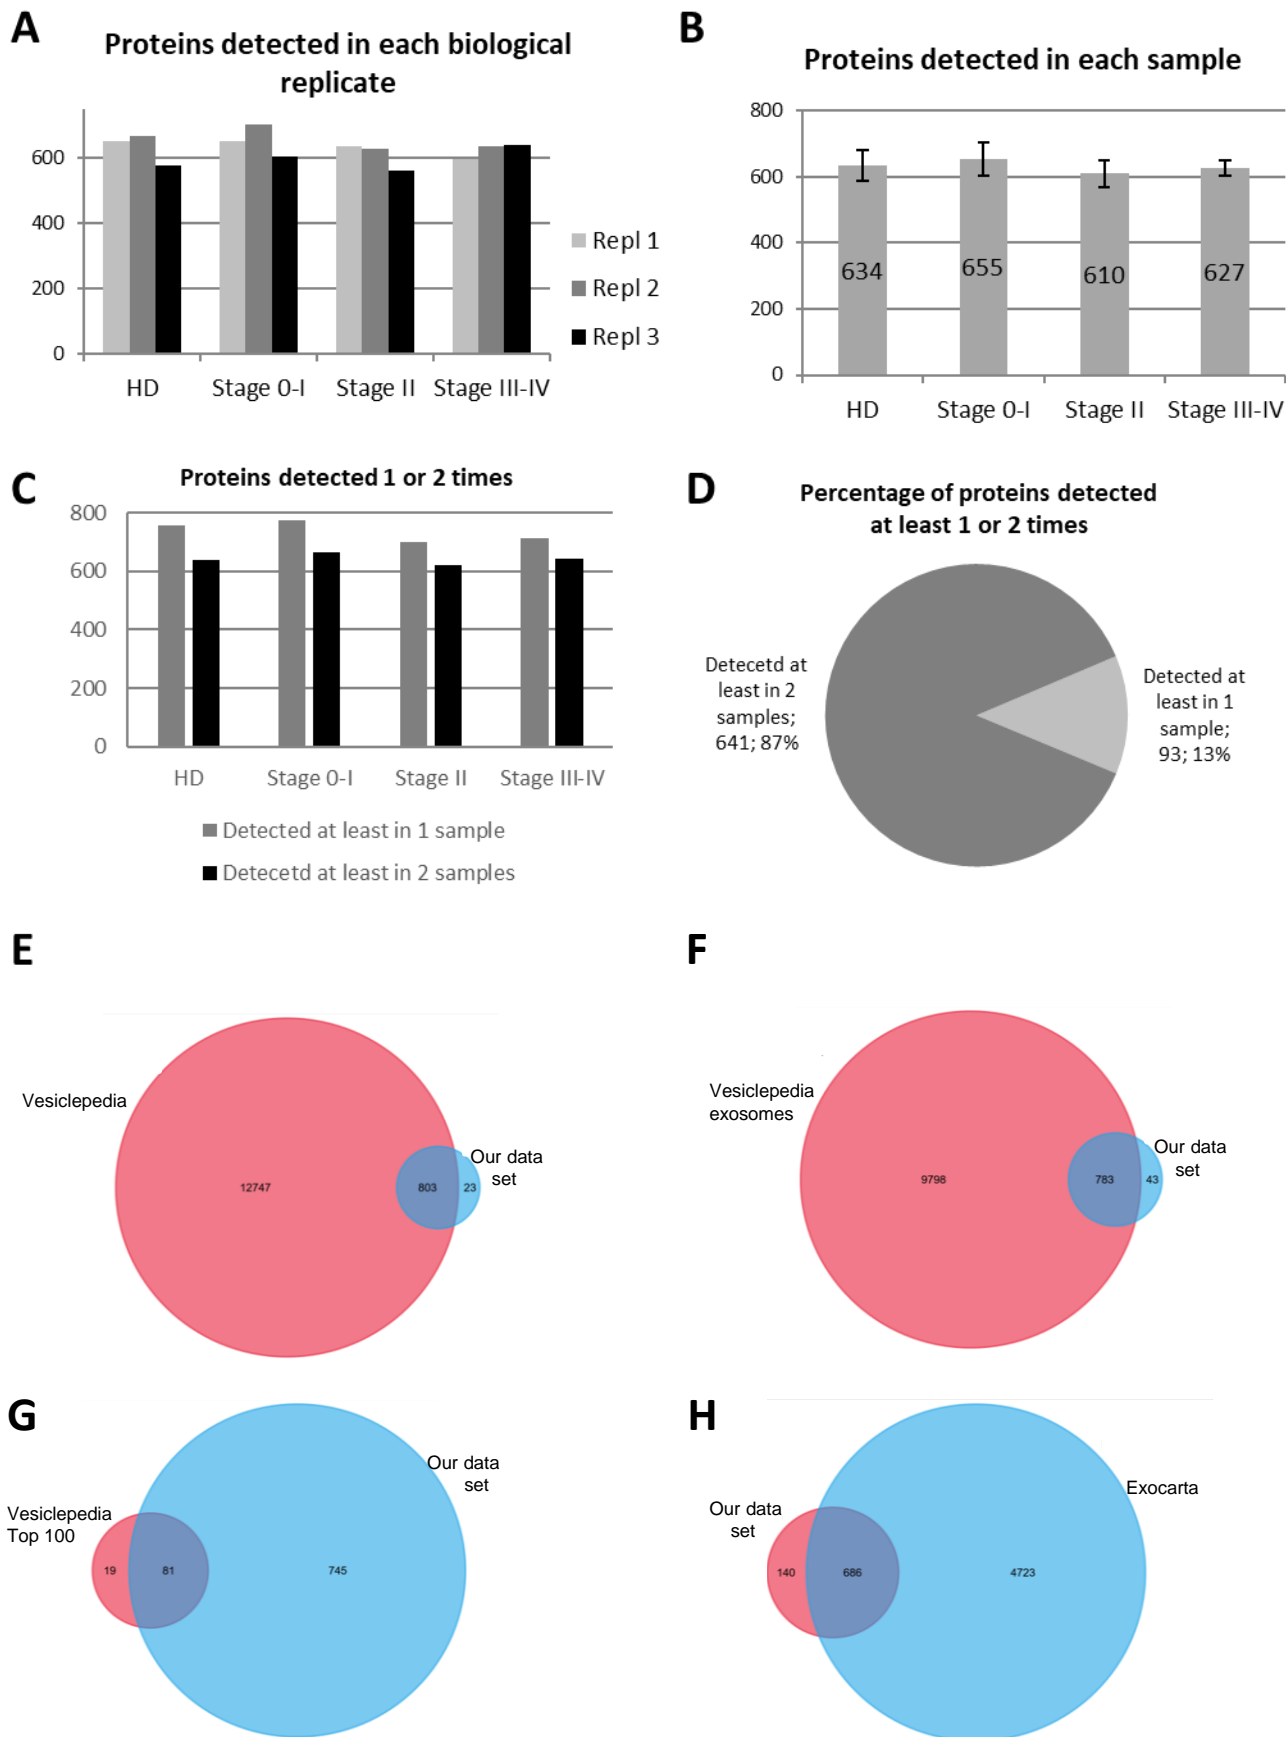 A
Proteins detected in each biological
replicate
600
400
200
0
HD
Stage 0-I
Stage II
Stage III-IV
Repl 1
Repl 2
Repl 3
B
Proteins detected in each sample
800
600
400
200
0
634
655
610
627
HD
Stage 0-I
Stage II
Stage III-IV
C
Proteins detected 1 or 2 times
800
600
400
200
0
HD
Stage 0-I
Stage II
Stage III-IV
Detected at least in 1 sample
Detecetd at least in 2 samples
D
Percentage of proteins detected
at least 1 or 2 times
Detecetd at
least in 2
samples;
641; 87%
Detected at
least in 1
sample;
93; 13%
E
Vesiclepedia
12747
803
23
Our data
set
F
Vesiclepedia
exosomes
9798
783
43
Our data
set
G
Vesiclepedia
Top 100
19
81
745
Our data
set
H
Our data
set
140
686
4723
Exocarta